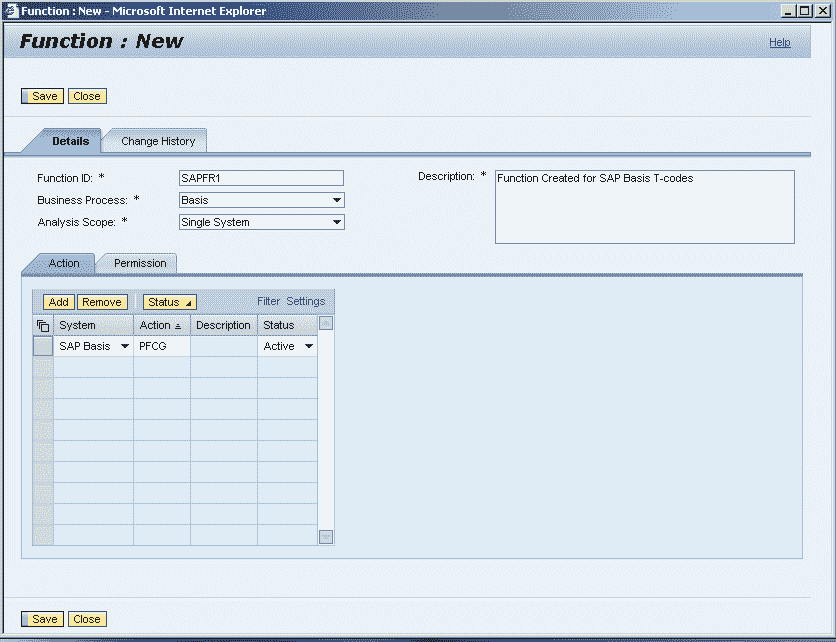 Function : New - Microsoft Internet Explorer
Function : New
Help
Save Close
Details Change History
Function ID: * SAPFR1 Description: * Function Created for SAP Basis T-codes
Business Process: * Basis
Analysis Scope: * Single System
Action Permission
Add Remove Status Filter Settings
System Action Description Status
SAP Basis PFCG Active
Save Close